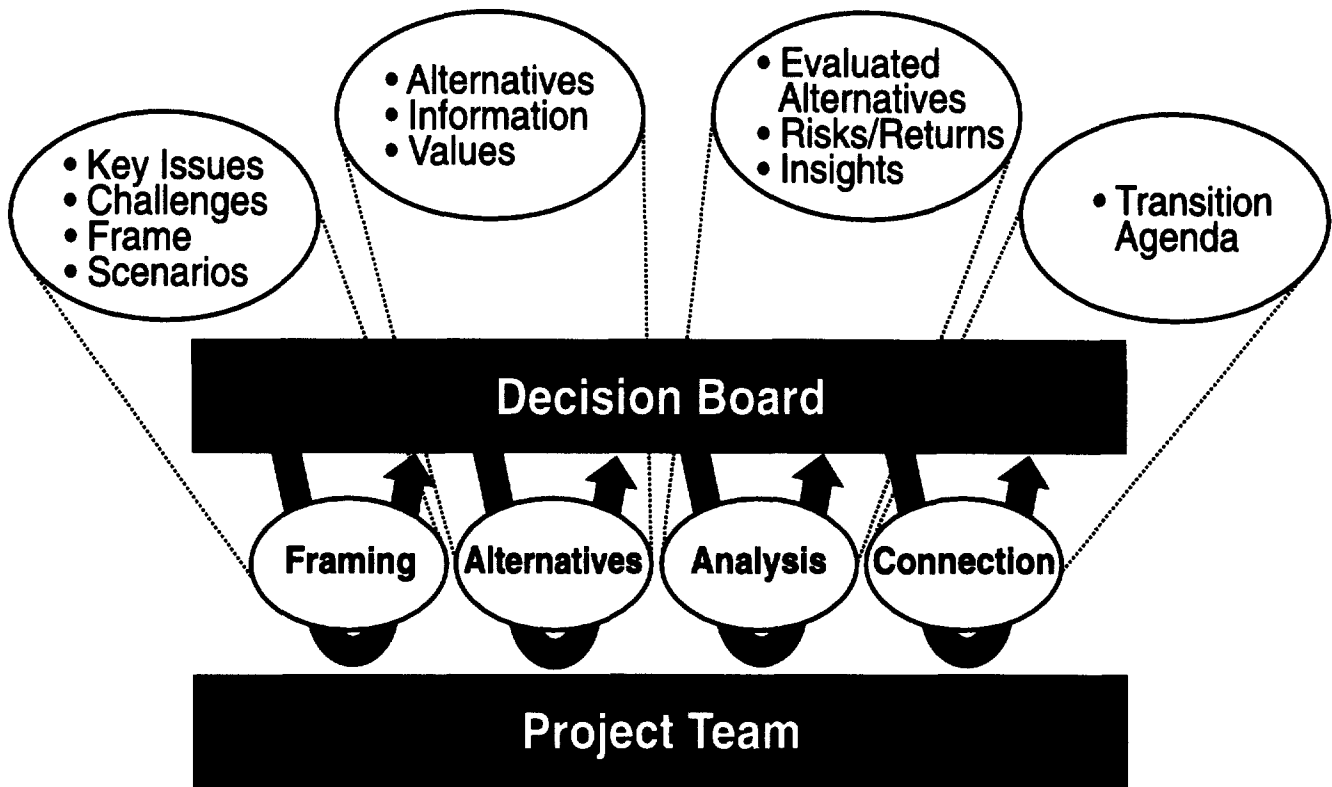 • Key Issues
• Challenges
• Frame
• Scenarios
• Alternatives
• Information
• Values
• Evaluated
Alternatives
• Risks/Returns
• Insights
• Transition
Agenda
Decision Board
Framing
Alternatives
Analysis
Connection
Project Team